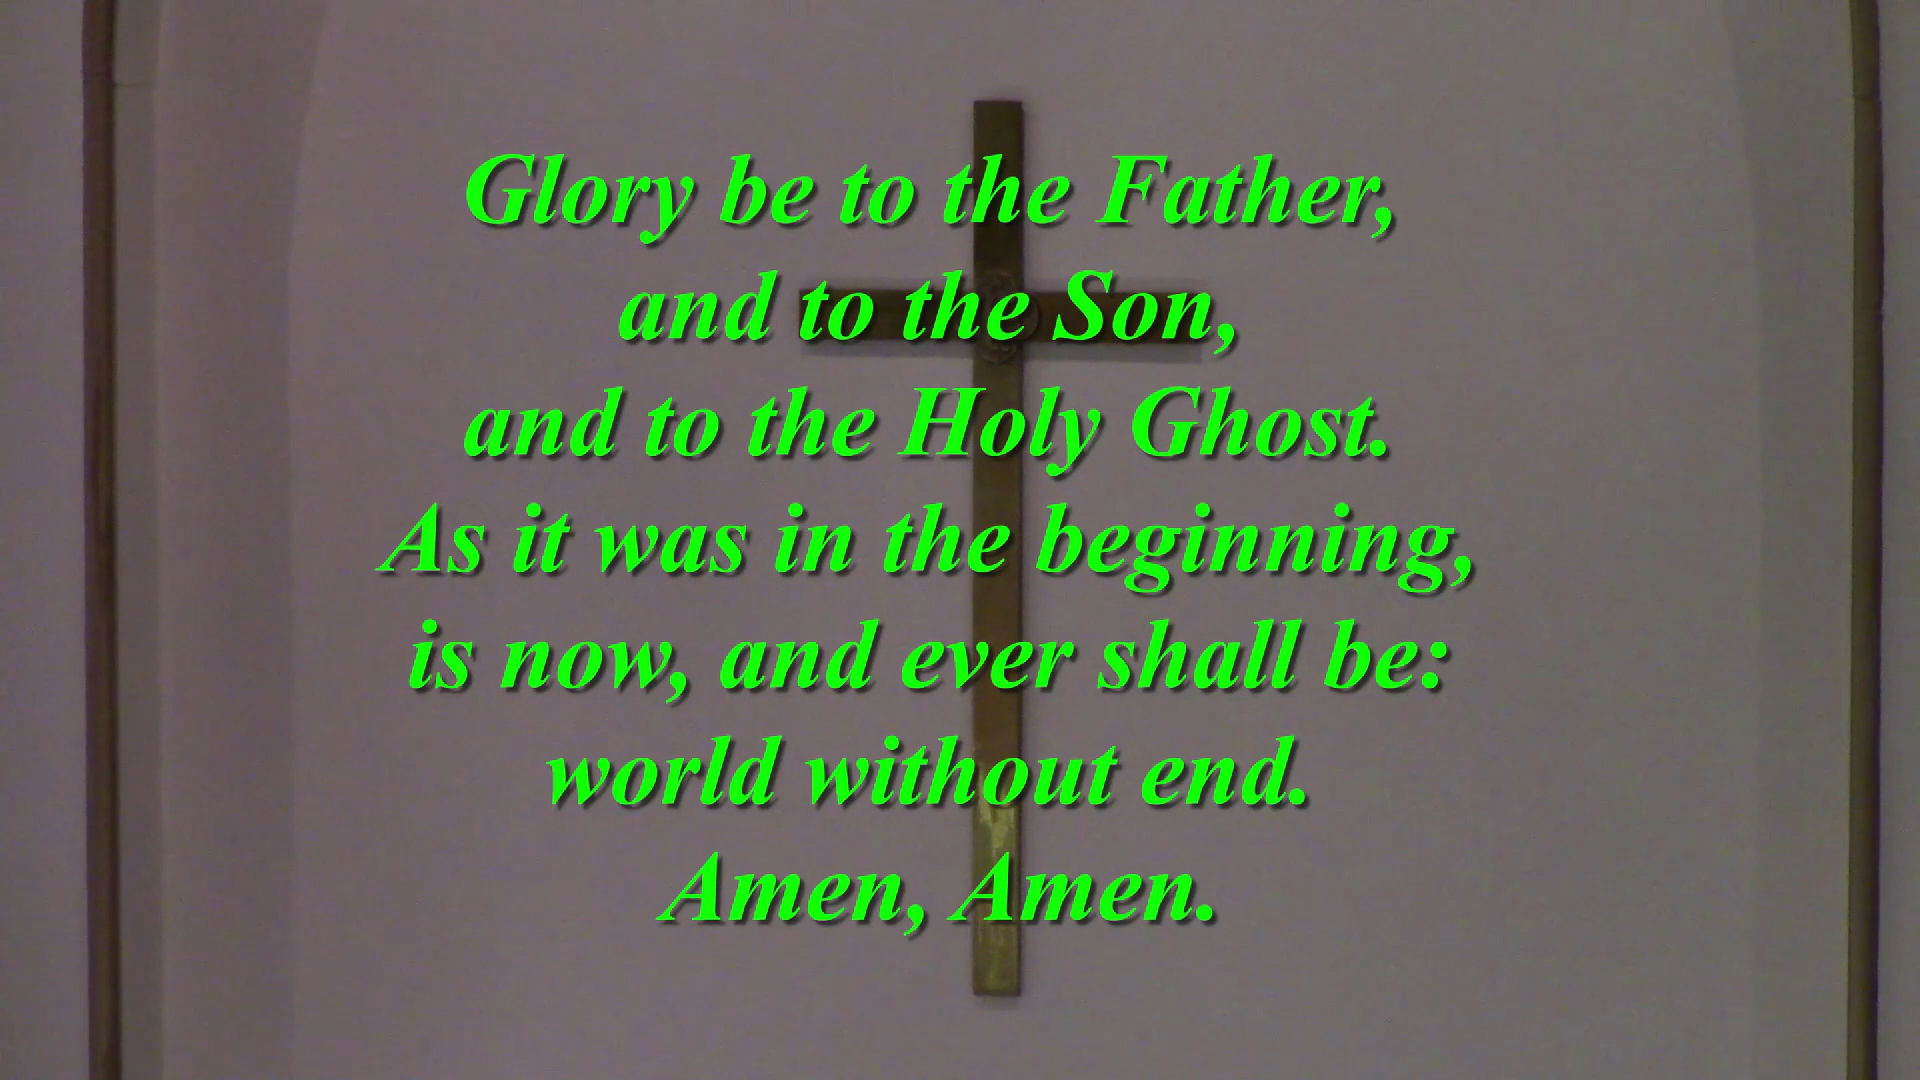 Glory be to the Father,
and to the Son,
and to the Holy Ghost.
As it was in the beginning,
is now, and ever shall be:
world without end.
Amen, Amen.